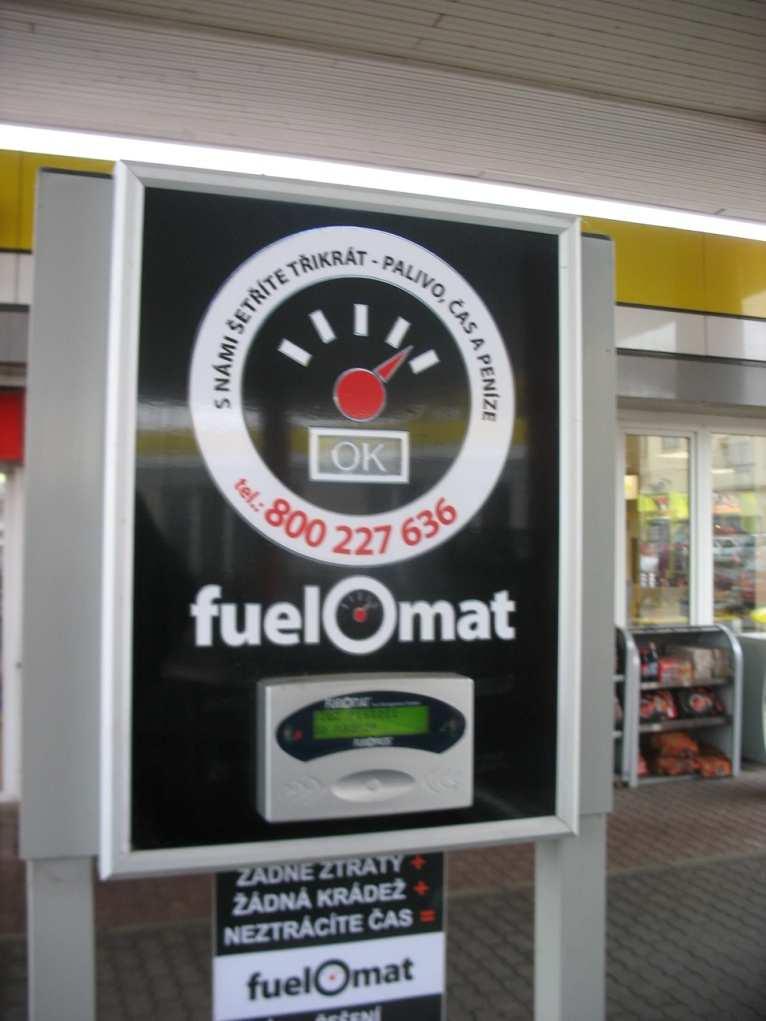 S NÁMI ŠETŘÍTE TŘIKRÁT - PALIVO, ČAS A PENÍZE
OK
tel.: 800 227 636
fuelOmat
ŽÁDNÉ ZTRÁTY +
ŽÁDNÁ KRÁDEŽ +
NEZTRÁCÍTE ČAS =
fuelOmat
ŘEŠENÍ